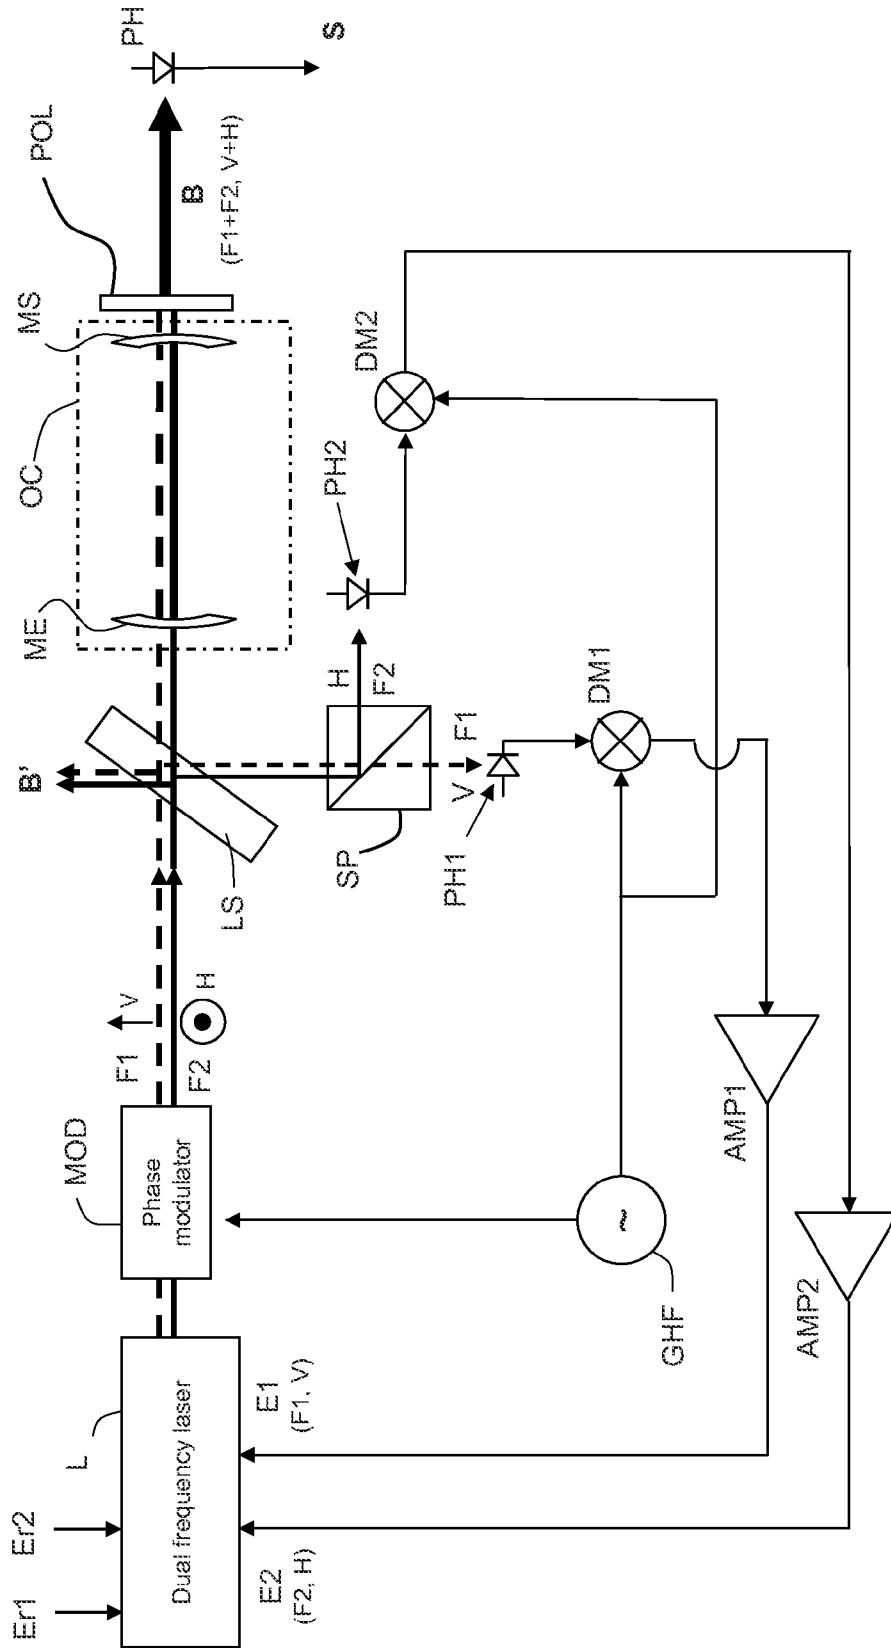 Er1
Er2
L
Dual frequency laser
E1
(F1, V)
E2
(F2, H)
MOD
Phase
modulator
F1
V
F2
H
GHF
~
B'
LS
ME
OC
MS
POL
PH
S
B
(F1+F2, V+H)
SP
H
F2
V
F1
PH1
PH2
DM1
DM2
AMP1
AMP2